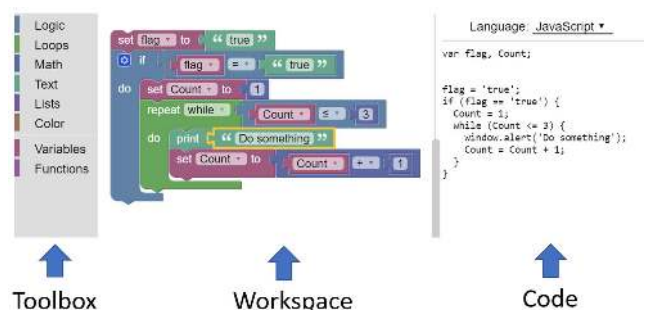 Logic
Loops
Math
Text
Lists
Color
Variables
Functions
set flag to “ true ”
if flag = “ true ”
do set Count to 1
repeat while Count ≤ 3
do print “ Do something ”
set Count to Count + 1
Language: JavaScript
var flag, Count;
flag = 'true';
if (flag == 'true') {
Count = 1;
while (Count <= 3) {
window.alert('Do something');
Count = Count + 1;
}
}
Toolbox
Workspace
Code